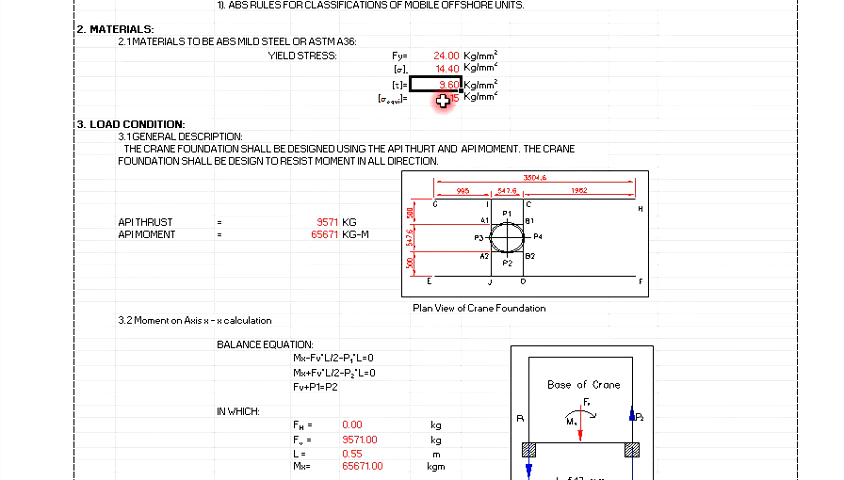 1). ABS RULES FOR CLASSIFICATIONS OF MOBILE OFFSHORE UNITS.
2. MATERIALS:
2.1 MATERIALS TO BE ABS MILD STEEL OR ASTM A36:
YIELD STRESS: Fy= 24.00 Kg/mm²
[σ]= 14.40 Kg/mm²
[τ]= 9.60 Kg/mm²
Kg/mm²
3. LOAD CONDITION:
3.1 GENERAL DESCRIPTION:
THE CRANE FOUNDATION SHALL BE DESIGNED USING THE API THURT AND API MOMENT. THE CRANE
FOUNDATION SHALL BE DESIGN TO RESIST MOMENT IN ALL DIRECTION.
3504.6
995 547.6 1962
G I C H
500 A1 P1 B1
API THRUST = 9571 KG
API MOMENT = 65671 KG-M
547.6 P3 P4
500 A2 P2 B2
E J D F
Plan View of Crane Foundation
3.2 Moment on Axis x - x calculation
BALANCE EQUATION:
Mx-Fv*L/2-P₁*L=0
Mx+Fv*L/2-P₂*L=0
Fv+P1=P2
Base of Crane
IN WHICH:
F_H = 0.00 kg
F_v = 9571.00 kg
L = 0.55 m
Mx= 65671.00 kgm
P₂